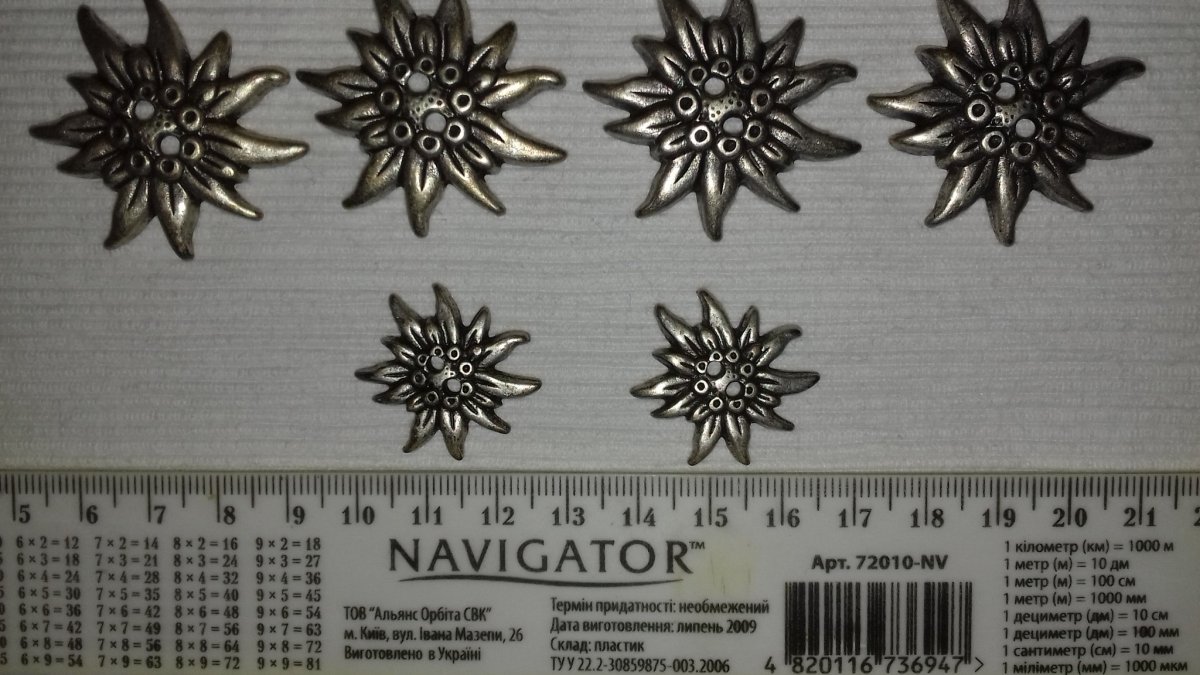 5 6 7 8 9 10 11 12 13 14 15 16 17 18 19 20 21
6 × 2 = 12 7 × 2 = 14 8 × 2 = 16 9 × 2 = 18
6 × 3 = 18 7 × 3 = 21 8 × 3 = 24 9 × 3 = 27
6 × 4 = 24 7 × 4 = 28 8 × 4 = 32 9 × 4 = 36
6 × 5 = 30 7 × 5 = 35 8 × 5 = 40 9 × 5 = 45
6 × 6 = 36 7 × 6 = 42 8 × 6 = 48 9 × 6 = 54
6 × 7 = 42 7 × 7 = 49 8 × 7 = 56 9 × 7 = 63
6 × 8 = 48 7 × 8 = 56 8 × 8 = 64 9 × 8 = 72
6 × 9 = 54 7 × 9 = 63 8 × 9 = 72 9 × 9 = 81
NAVIGATOR™
ТОВ "Альянс Орбіта СВК"
м. Київ, вул. Івана Мазепи, 26
Виготовлено в Україні
Термін придатності: необмежений
Дата виготовлення: липень 2009
Склад: пластик
ТУ У 22.2-30859875-003.2006
Арт. 72010-NV
4 820116 736947 >
1 кілометр (км) = 1000 м
1 метр (м) = 10 дм
1 метр (м) = 100 см
1 метр (м) = 1000 мм
1 дециметр (дм) = 10 см
1 дециметр (дм) = 100 мм
1 сантиметр (см) = 10 мм
1 міліметр (мм) = 1000 мкм